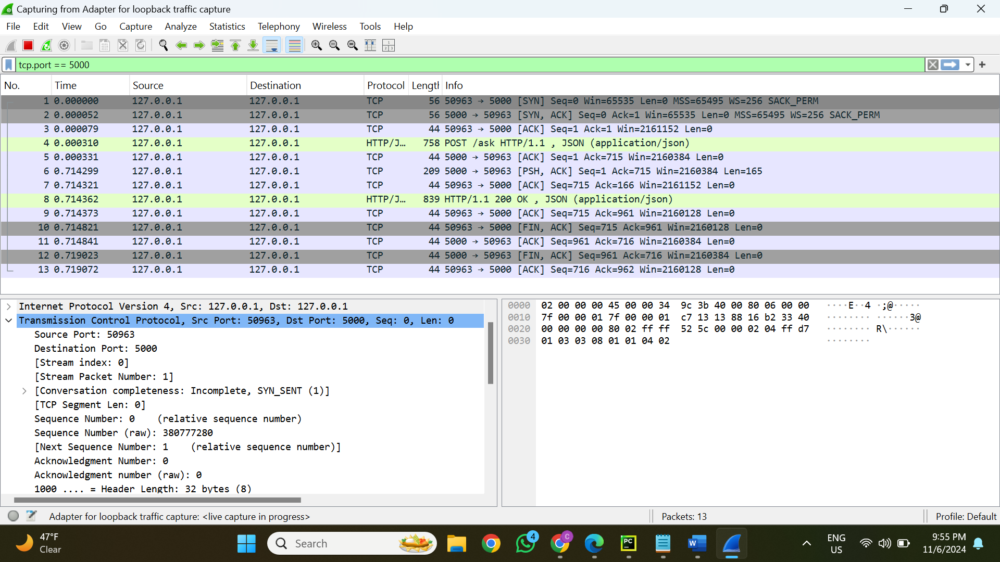 Capturing from Adapter for loopback traffic capture
File Edit View Go Capture Analyze Statistics Telephony Wireless Tools Help
tcp.port == 5000
No. Time Source Destination Protocol Lengtl Info
1 0.000000 127.0.0.1 127.0.0.1 TCP 56 50963 → 5000 [SYN] Seq=0 Win=65535 Len=0 MSS=65495 WS=256 SACK_PERM
2 0.000052 127.0.0.1 127.0.0.1 TCP 56 5000 → 50963 [SYN, ACK] Seq=0 Ack=1 Win=65535 Len=0 MSS=65495 WS=256 SACK_PERM
3 0.000079 127.0.0.1 127.0.0.1 TCP 44 50963 → 5000 [ACK] Seq=1 Ack=1 Win=2161152 Len=0
4 0.000310 127.0.0.1 127.0.0.1 HTTP/J… 758 POST /ask HTTP/1.1 , JSON (application/json)
5 0.000331 127.0.0.1 127.0.0.1 TCP 44 5000 → 50963 [ACK] Seq=1 Ack=715 Win=2160384 Len=0
6 0.714299 127.0.0.1 127.0.0.1 TCP 209 5000 → 50963 [PSH, ACK] Seq=1 Ack=715 Win=2160384 Len=165
7 0.714321 127.0.0.1 127.0.0.1 TCP 44 50963 → 5000 [ACK] Seq=715 Ack=166 Win=2161152 Len=0
8 0.714362 127.0.0.1 127.0.0.1 HTTP/J… 839 HTTP/1.1 200 OK , JSON (application/json)
9 0.714373 127.0.0.1 127.0.0.1 TCP 44 50963 → 5000 [ACK] Seq=715 Ack=961 Win=2160128 Len=0
10 0.714821 127.0.0.1 127.0.0.1 TCP 44 50963 → 5000 [FIN, ACK] Seq=715 Ack=961 Win=2160128 Len=0
11 0.714841 127.0.0.1 127.0.0.1 TCP 44 5000 → 50963 [ACK] Seq=961 Ack=716 Win=2160384 Len=0
12 0.719023 127.0.0.1 127.0.0.1 TCP 44 5000 → 50963 [FIN, ACK] Seq=961 Ack=716 Win=2160384 Len=0
13 0.719072 127.0.0.1 127.0.0.1 TCP 44 50963 → 5000 [ACK] Seq=716 Ack=962 Win=2160128 Len=0
Internet Protocol Version 4, Src: 127.0.0.1, Dst: 127.0.0.1
Transmission Control Protocol, Src Port: 50963, Dst Port: 5000, Seq: 0, Len: 0
Source Port: 50963
Destination Port: 5000
[Stream index: 0]
[Stream Packet Number: 1]
[Conversation completeness: Incomplete, SYN_SENT (1)]
[TCP Segment Len: 0]
Sequence Number: 0 (relative sequence number)
Sequence Number (raw): 380777280
[Next Sequence Number: 1 (relative sequence number)]
Acknowledgment Number: 0
Acknowledgment number (raw): 0
1000 .... = Header Length: 32 bytes (8)
0000 02 00 00 00 45 00 00 34 9c 3b 40 00 80 06 00 00 ····E··4 ·;@·····
0010 7f 00 00 01 7f 00 00 01 c7 13 13 88 16 b2 33 40 ········ ······3@
0020 00 00 00 00 80 02 ff ff 52 5c 00 00 02 04 ff d7 ········ R\······
0030 01 03 03 08 01 01 04 02 ········
Adapter for loopback traffic capture: <live capture in progress>
Packets: 13
Profile: Default
47°F
Clear
Search
4
C
PC
W
ENG
US
9:55 PM
11/6/2024